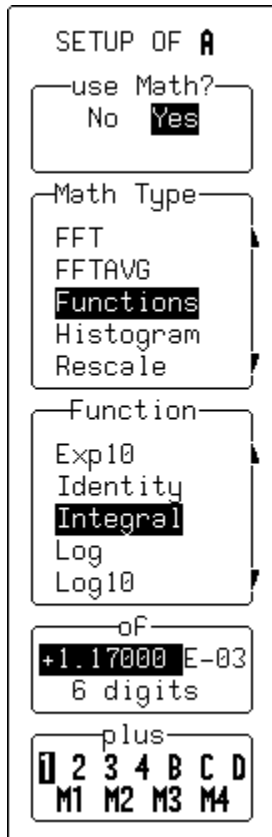 SETUP OF A
use Math?
No Yes
Math Type
FFT
FFTAVG
Functions
Histogram
Rescale
Function
Exp10
Identity
Integral
Log
Log10
of
+1.17000 E-03
6 digits
plus
1 2 3 4 B C D
M1 M2 M3 M4